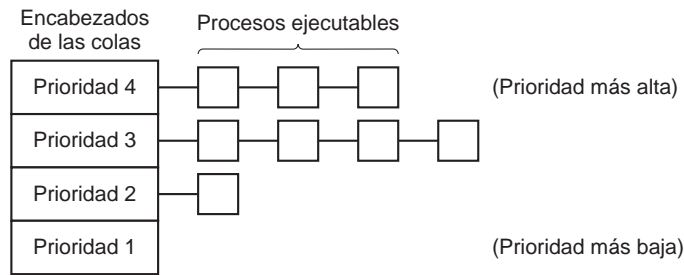 Encabezados
de las colas
Procesos ejecutables
Prioridad 4
(Prioridad más alta)
Prioridad 3
Prioridad 2
Prioridad 1
(Prioridad más baja)